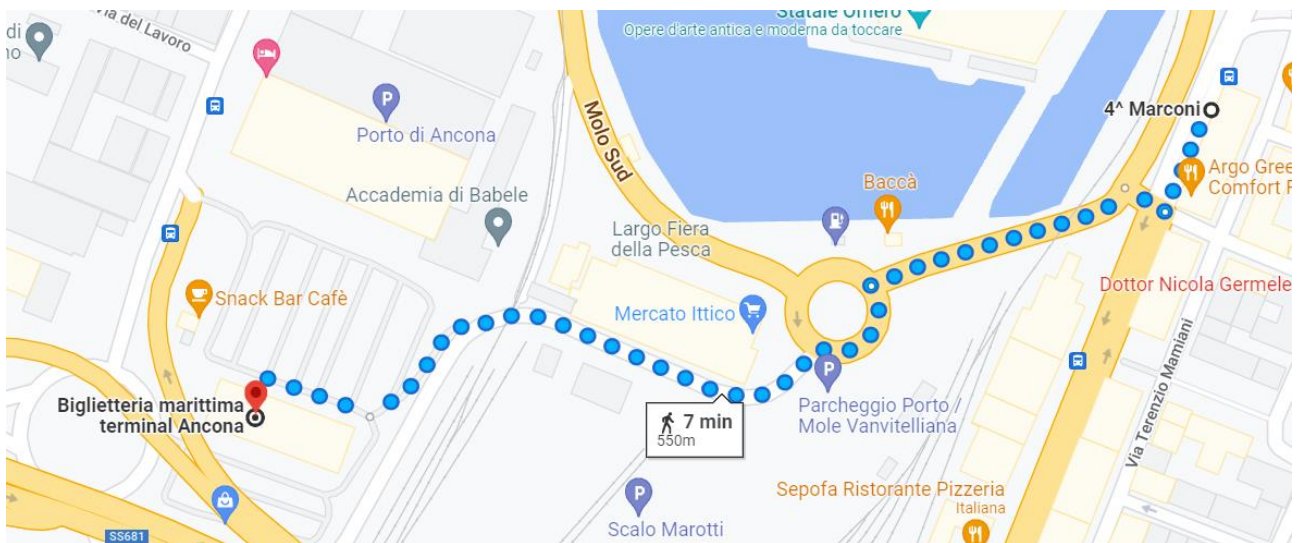 di
no
Via del Lavoro
Statale Omero
Opere d'arte antica e moderna da toccare
P
Porto di Ancona
Molo Sud
4^ Marconi
Argo Gree
Comfort F
Baccà
Accademia di Babele
Largo Fiera
della Pesca
Snack Bar Cafè
Mercato Ittico
Dottor Nicola Germele
Biglietteria marittima
terminal Ancona
7 min
550m
P
Parcheggio Porto /
Mole Vanvitelliana
Via Terenzio Mamiani
Sepofa Ristorante Pizzeria
Italiana
P
Scalo Marotti
SS681